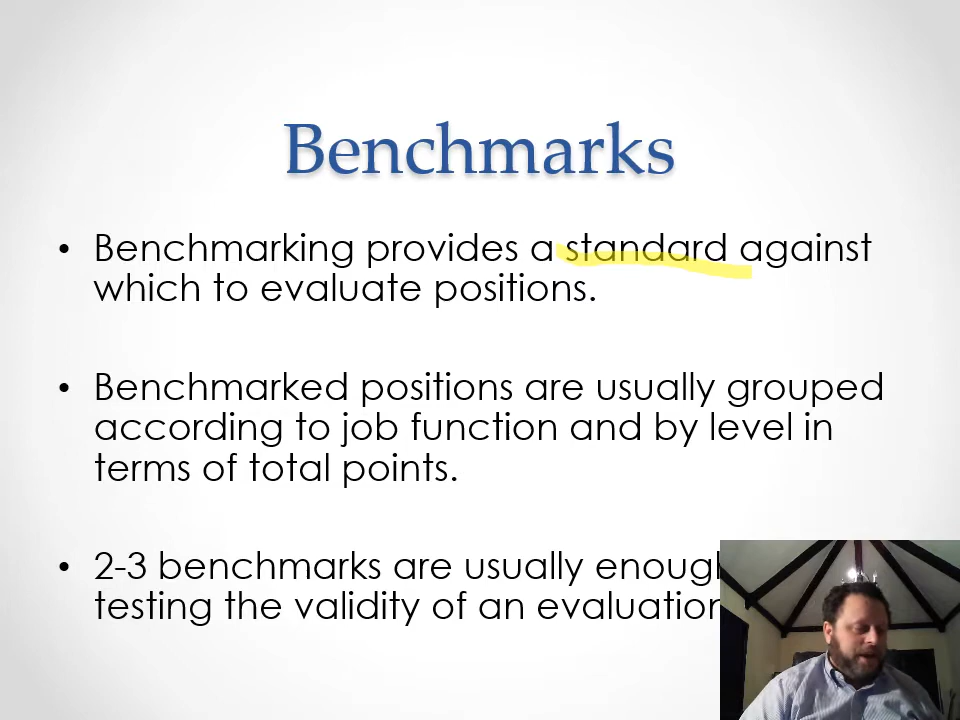 Benchmarks
• Benchmarking provides a standard against
which to evaluate positions.
• Benchmarked positions are usually grouped
according to job function and by level in
terms of total points.
• 2-3 benchmarks are usually
testing the validity of an